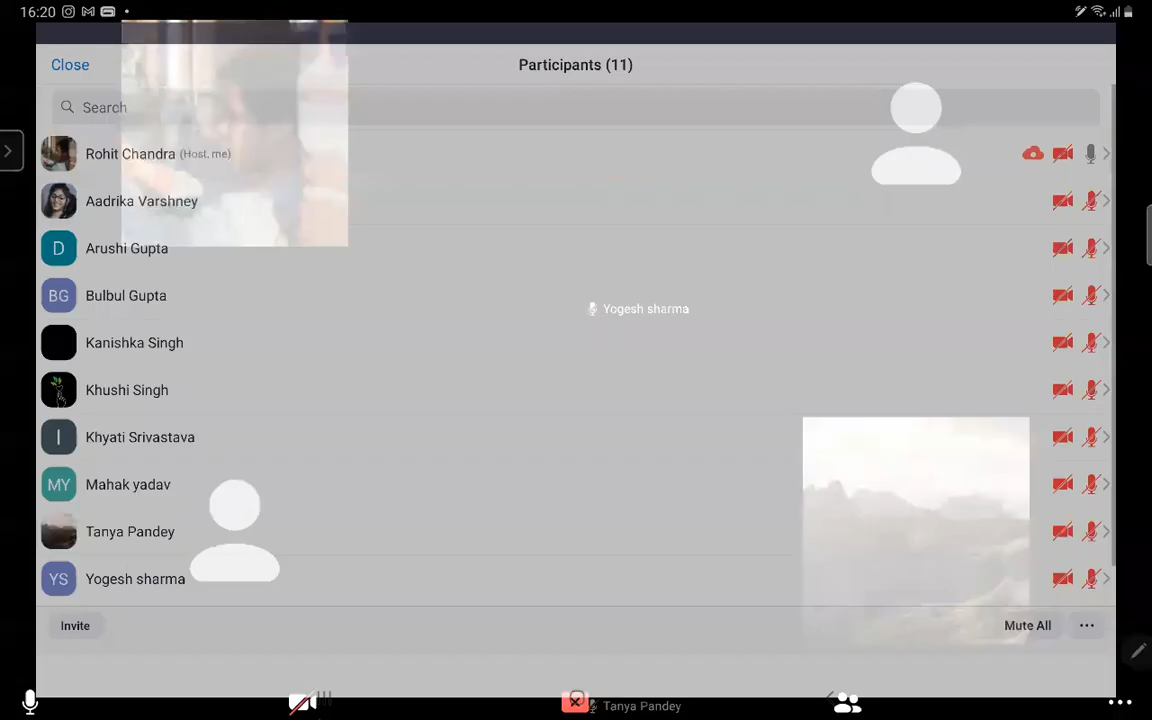 16:20
Close
Participants (11)
Search
Rohit Chandra (Host, me)
Aadrika Varshney
D Arushi Gupta
BG Bulbul Gupta
Yogesh sharma
Kanishka Singh
Khushi Singh
I Khyati Srivastava
MY Mahak yadav
Tanya Pandey
YS Yogesh sharma
Invite
Mute All
Tanya Pandey